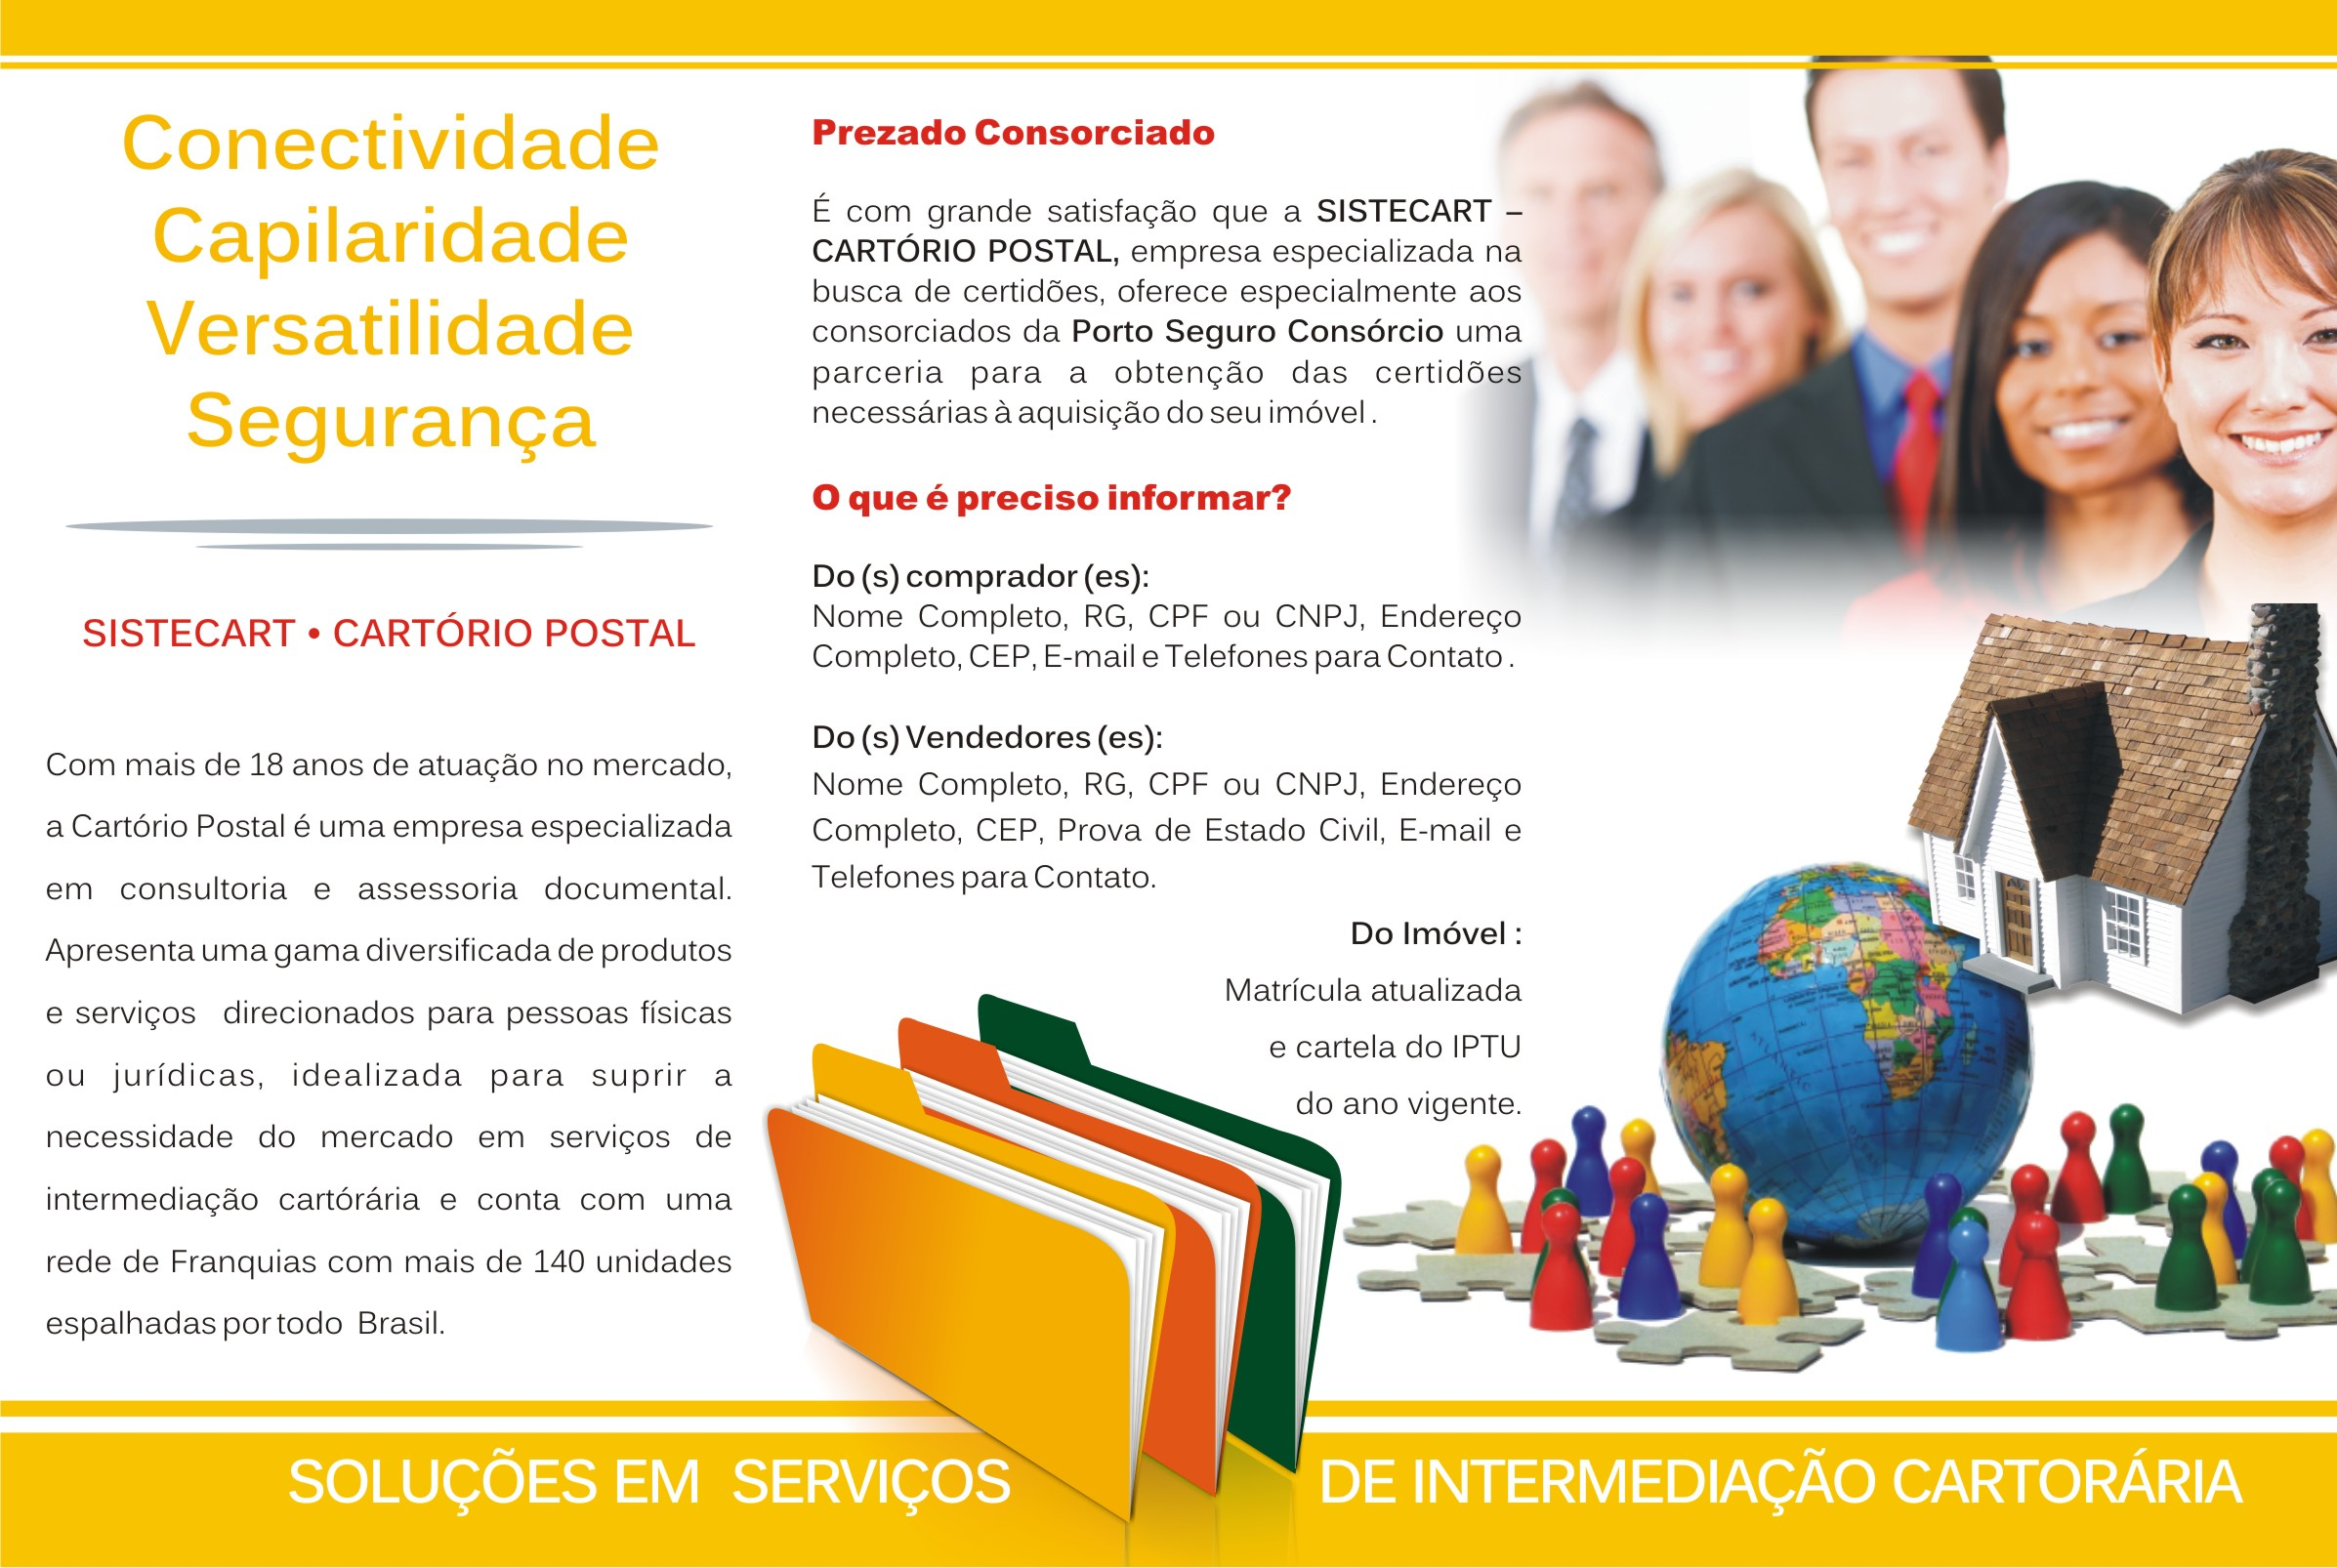 Conectividade
Capilaridade
Versatilidade
Segurança
SISTECART • CARTÓRIO POSTAL
Com mais de 18 anos de atuação no mercado,
a Cartório Postal é uma empresa especializada
em consultoria e assessoria documental.
Apresenta uma gama diversificada de produtos
e serviços direcionados para pessoas físicas
ou jurídicas, idealizada para suprir a
necessidade do mercado em serviços de
intermediação cartórária e conta com uma
rede de Franquias com mais de 140 unidades
espalhadas por todo Brasil.
Prezado Consorciado
É com grande satisfação que a SISTECART –
CARTÓRIO POSTAL, empresa especializada na
busca de certidões, oferece especialmente aos
consorciados da Porto Seguro Consórcio uma
parceria para a obtenção das certidões
necessárias à aquisição do seu imóvel .
O que é preciso informar?
Do (s) comprador (es):
Nome Completo, RG, CPF ou CNPJ, Endereço
Completo, CEP, E-mail e Telefones para Contato .
Do (s) Vendedores (es):
Nome Completo, RG, CPF ou CNPJ, Endereço
Completo, CEP, Prova de Estado Civil, E-mail e
Telefones para Contato.
Do Imóvel :
Matrícula atualizada
e cartela do IPTU
do ano vigente.
SOLUÇÕES EM SERVIÇOS DE INTERMEDIAÇÃO CARTORÁRIA